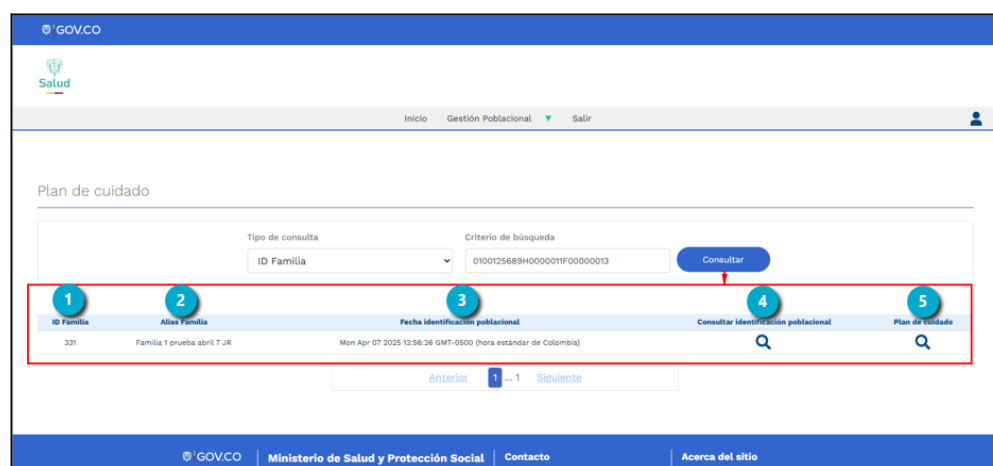 GOV.CO
Salud
Inicio Gestión Poblacional ▼ Salir
Plan de cuidado
Tipo de consulta Criterio de búsqueda
ID Familia 0100125689H0000011F00000013 Consultar
1 2 3 4 5
ID Familia Alias Familia Fecha identificación poblacional Consultar identificación poblacional Plan de cuidado
331 Familia 1 prueba abril 7 JR Mon Apr 07 2025 13:56:26 GMT-0500 (hora estándar de Colombia)
Anterior 1 ... 1 Siguiente
GOV.CO Ministerio de Salud y Protección Social Contacto Acerca del sitio